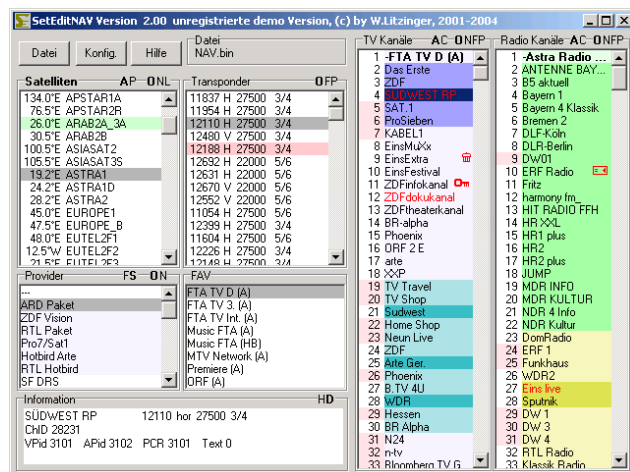 SetEditNAV Version 2.00 unregistrierte demo Version, (c) by W.Litzinger, 2001-2004
Datei
Konfig.
Hilfe
Datei
NAV.bin
Satelliten AP ONL
134.0°E APSTAR1A
76.5°E APSTAR2R
26.0°E ARAB2A_3A
30.5°E ARAB2B
100.5°E ASIASAT2
105.5°E ASIASAT3S
19.2°E ASTRA1
24.2°E ASTRA1D
28.2°E ASTRA2
45.0°E EUROPE1
47.5°E EUROPE_B
48.0°E EUTEL2F1
12.5°W EUTEL2F2
21.5°E EUTEL2F3
Transponder OFP
11837 H 27500 3/4
11954 H 27500 3/4
12110 H 27500 3/4
12480 V 27500 3/4
12188 H 27500 3/4
12692 H 22000 5/6
12631 H 22000 5/6
12670 V 22000 5/6
12552 V 22000 5/6
11054 H 27500 5/6
12399 H 27500 3/4
11604 H 27500 5/6
12226 H 27500 3/4
12148 H 27500 3/4
Provider FS ON
---
ARD Paket
ZDF Vision
RTL Paket
Pro7/Sat1
Hotbird Arte
RTL Hotbird
SF DRS
FAV
FTA TV D (A)
FTA TV 3. (A)
FTA TV Int. (A)
Music FTA (A)
Music FTA (HB)
MTV Network (A)
Premiere (A)
ORF (A)
Information HD
SÜDWEST RP 12110 hor 27500 3/4
ChID 28231
VPid 3101 APid 3102 PCR 3101 Text 0
TV Kanäle AC ONFP
1 -FTA TV D (A)
2 Das Erste
3 ZDF
4 SÜDWEST RP
5 SAT.1
6 ProSieben
7 KABEL1
8 EinsMuXx
9 EinsExtra
10 EinsFestival
11 ZDFinfokanal
12 ZDFdokukanal
13 ZDFtheaterkanal
14 BR-alpha
15 Phoenix
16 ORF 2 E
17 arte
18 XXP
19 TV Travel
20 TV Shop
21 Sudwest
22 Home Shop
23 Neun Live
24 ZDF
25 Arte Ger.
26 Phoenix
27 B.TV 4U
28 WDR
29 Hessen
30 BR Alpha
31 N24
32 n-tv
33 Bloomberg TV G
Radio Kanäle AC ONFP
1 -Astra Radio ...
2 ANTENNE BAY...
3 B5 aktuell
4 Bayern 1
5 Bayern 4 Klassik
6 Bremen 2
7 DLF-Köln
8 DLR-Berlin
9 DW01
10 ERF Radio
11 Fritz
12 harmony fm_
13 HIT RADIO FFH
14 HR XXL
15 HR1 plus
16 HR2
17 HR2 plus
18 JUMP
19 MDR INFO
20 MDR KULTUR
21 NDR 4 Info
22 NDR Kultur
23 DomRadio
24 ERF 1
25 Funkhaus
26 WDR2
27 Eins live
28 Sputnik
29 DW 1
30 DW 3
31 DW 4
32 RTL Radio
33 Klassik Radio